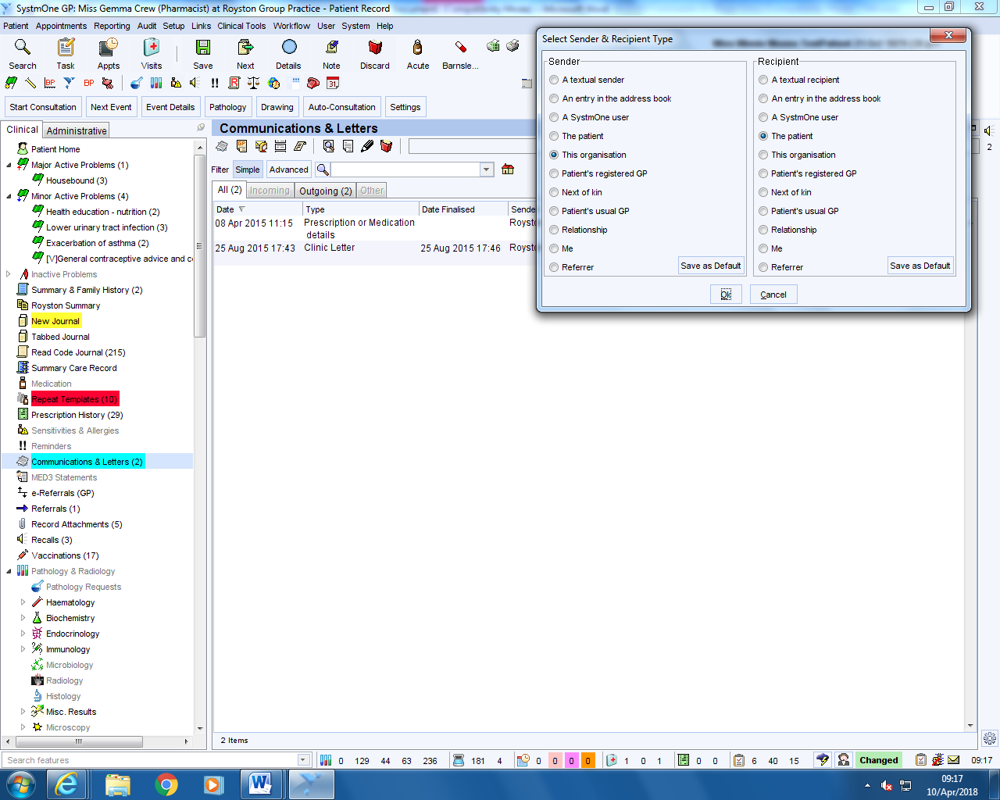 SystmOne GP: Miss Gemma Crew (Pharmacist) at Royston Group Practice - Patient Record
Patient Appointments Reporting Audit Setup Links Clinical Tools Workflow User System Help
Search Task Appts Visits Save Next Details Note Discard Acute Barnsle...
BP BP 31
Start Consultation Next Event Event Details Pathology Drawing Auto-Consultation Settings
Clinical Administrative
Patient Home
Major Active Problems (1)
Housebound (3)
Minor Active Problems (4)
Health education - nutrition (2)
Lower urinary tract infection (3)
Exacerbation of asthma (2)
[V]General contraceptive advice and co
Inactive Problems
Summary & Family History (2)
Royston Summary
New Journal
Tabbed Journal
Read Code Journal (215)
Summary Care Record
Medication
Repeat Templates (10)
Prescription History (29)
Sensitivities & Allergies
Reminders
Communications & Letters (2)
MED3 Statements
e-Referrals (GP)
Referrals (1)
Record Attachments (5)
Recalls (3)
Vaccinations (17)
Pathology & Radiology
Pathology Requests
Haematology
Biochemistry
Endocrinology
Immunology
Microbiology
Radiology
Histology
Misc. Results
Microscopy
Communications & Letters
Filter Simple Advanced
All (2) Incoming Outgoing (2) Other
Date Type Date Finalised Sende
08 Apr 2015 11:15 Prescription or Medication Roysto
details
25 Aug 2015 17:43 Clinic Letter 25 Aug 2015 17:46 Roysto
2 Items
Select Sender & Recipient Type
Sender
A textual sender
An entry in the address book
A SystmOne user
The patient
This organisation
Patient's registered GP
Next of kin
Patient's usual GP
Relationship
Me
Referrer
Save as Default
Recipient
A textual recipient
An entry in the address book
A SystmOne user
The patient
This organisation
Patient's registered GP
Next of kin
Patient's usual GP
Relationship
Me
Referrer
Save as Default
Ok Cancel
2
Search features
0 129 44 63 236 181 4 0 0 0 0 1 0 1 0 0 6 40 15 Changed 09:17
09:17
10/Apr/2018